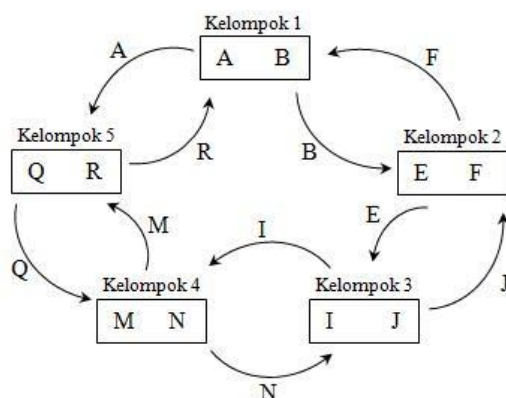 Kelompok 1
A B
A
F
Kelompok 5
Q R
R
B
Kelompok 2
E F
M
I
E
Q
Kelompok 4
M N
Kelompok 3
I J
J
N